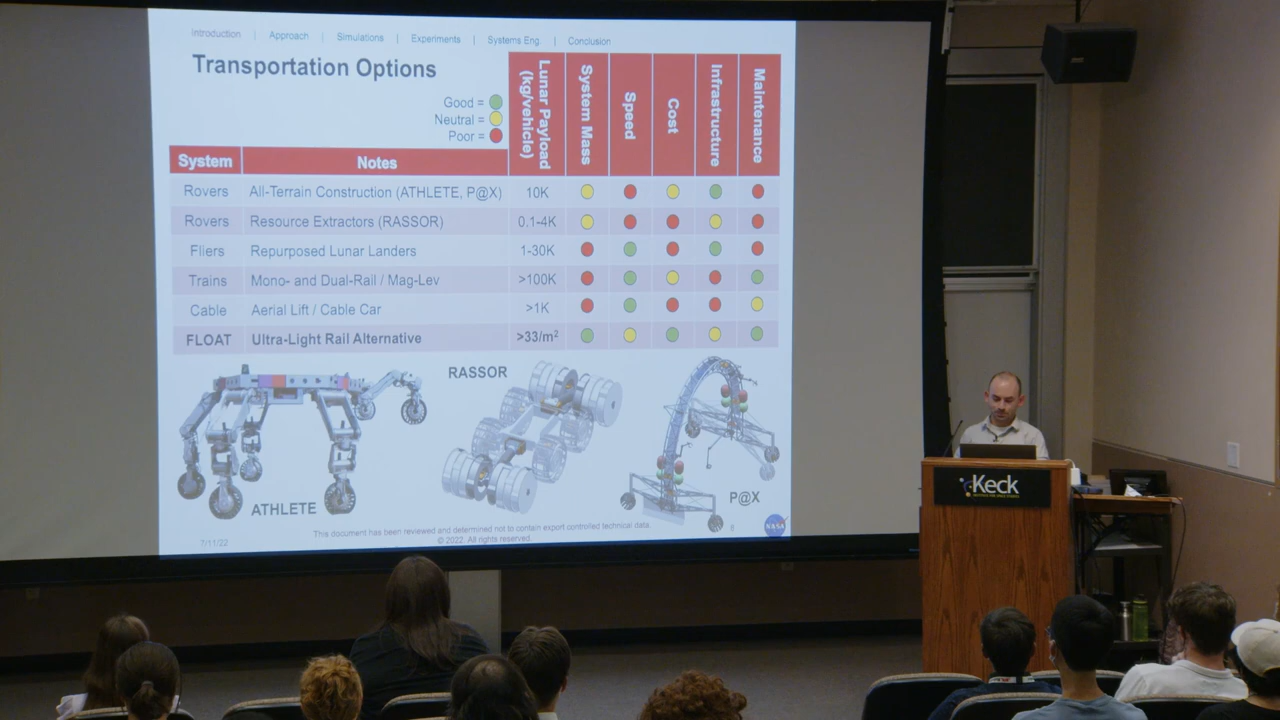 Introduction | Approach | Simulations | Experiments | Systems Eng. | Conclusion
Transportation Options
Good =
Neutral =
Poor =
System Notes Lunar Payload (kg/vehicle) System Mass Speed Cost Infrastructure Maintenance
Rovers All-Terrain Construction (ATHLETE, P@X) 10K
Rovers Resource Extractors (RASSOR) 0.1-4K
Fliers Repurposed Lunar Landers 1-30K
Trains Mono- and Dual-Rail / Mag-Lev >100K
Cable Aerial Lift / Cable Car >1K
FLOAT Ultra-Light Rail Alternative >33/m²
RASSOR
ATHLETE
P@X
This document has been reviewed and determined not to contain export controlled technical data.
7/11/22
© 2022. All rights reserved.
8
NASA
Keck